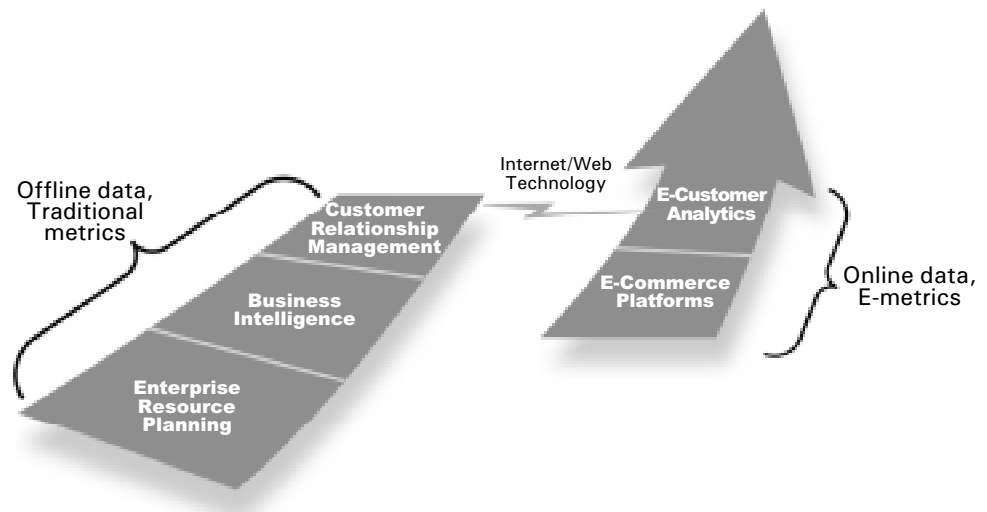 Offline data,
Traditional
metrics
Customer
Relationship
Management
Business
Intelligence
Enterprise
Resource
Planning
Internet/Web
Technology
E-Customer
Analytics
E-Commerce
Platforms
Online data,
E-metrics